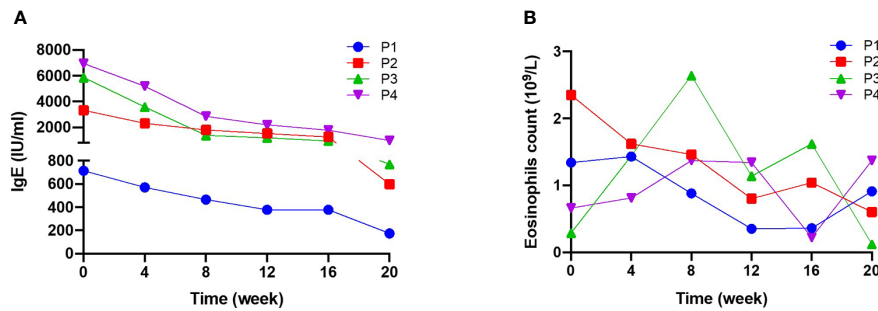 A
IgE (IU/ml)
8000
6000
4000
2000
800
600
400
200
0
0 4 8 12 16 20
Time (week)
P1
P2
P3
P4
B
Eosinophils count (10⁹/L)
3
2
1
0
0 4 8 12 16 20
Time (week)
P1
P2
P3
P4